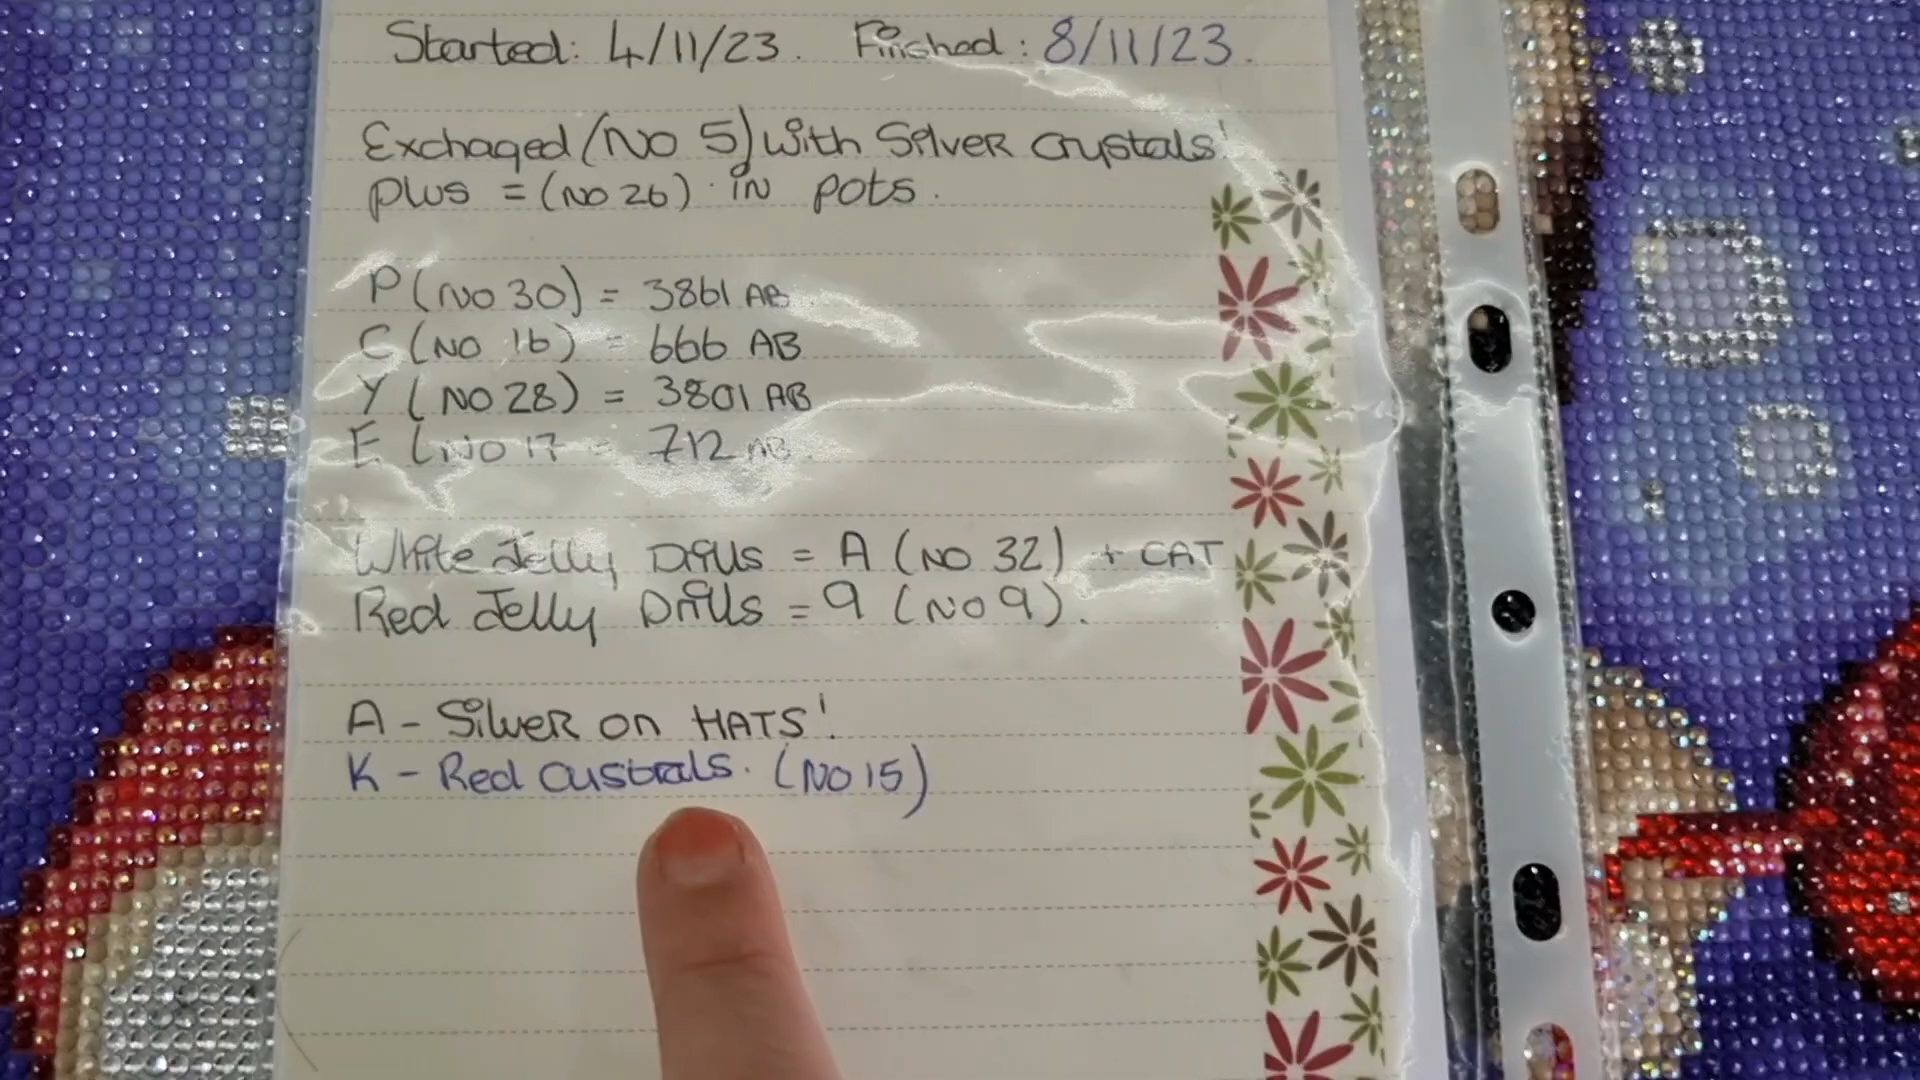 Started: 4/11/23. Finished: 8/11/23.
Exchaged (No 5) with Silver crystals!
plus = (No 26) in pots.
P (No 30) = 3861 AB
C (No 16) = 666 AB
Y (No 28) = 3801 AB
E (No 17 = 712 AB.
White Jelly Drills = A (No 32) + CAT
Red Jelly Drills = 9 (No 9).
A - Silver on HATS!
K - Red custrals. (No 15)